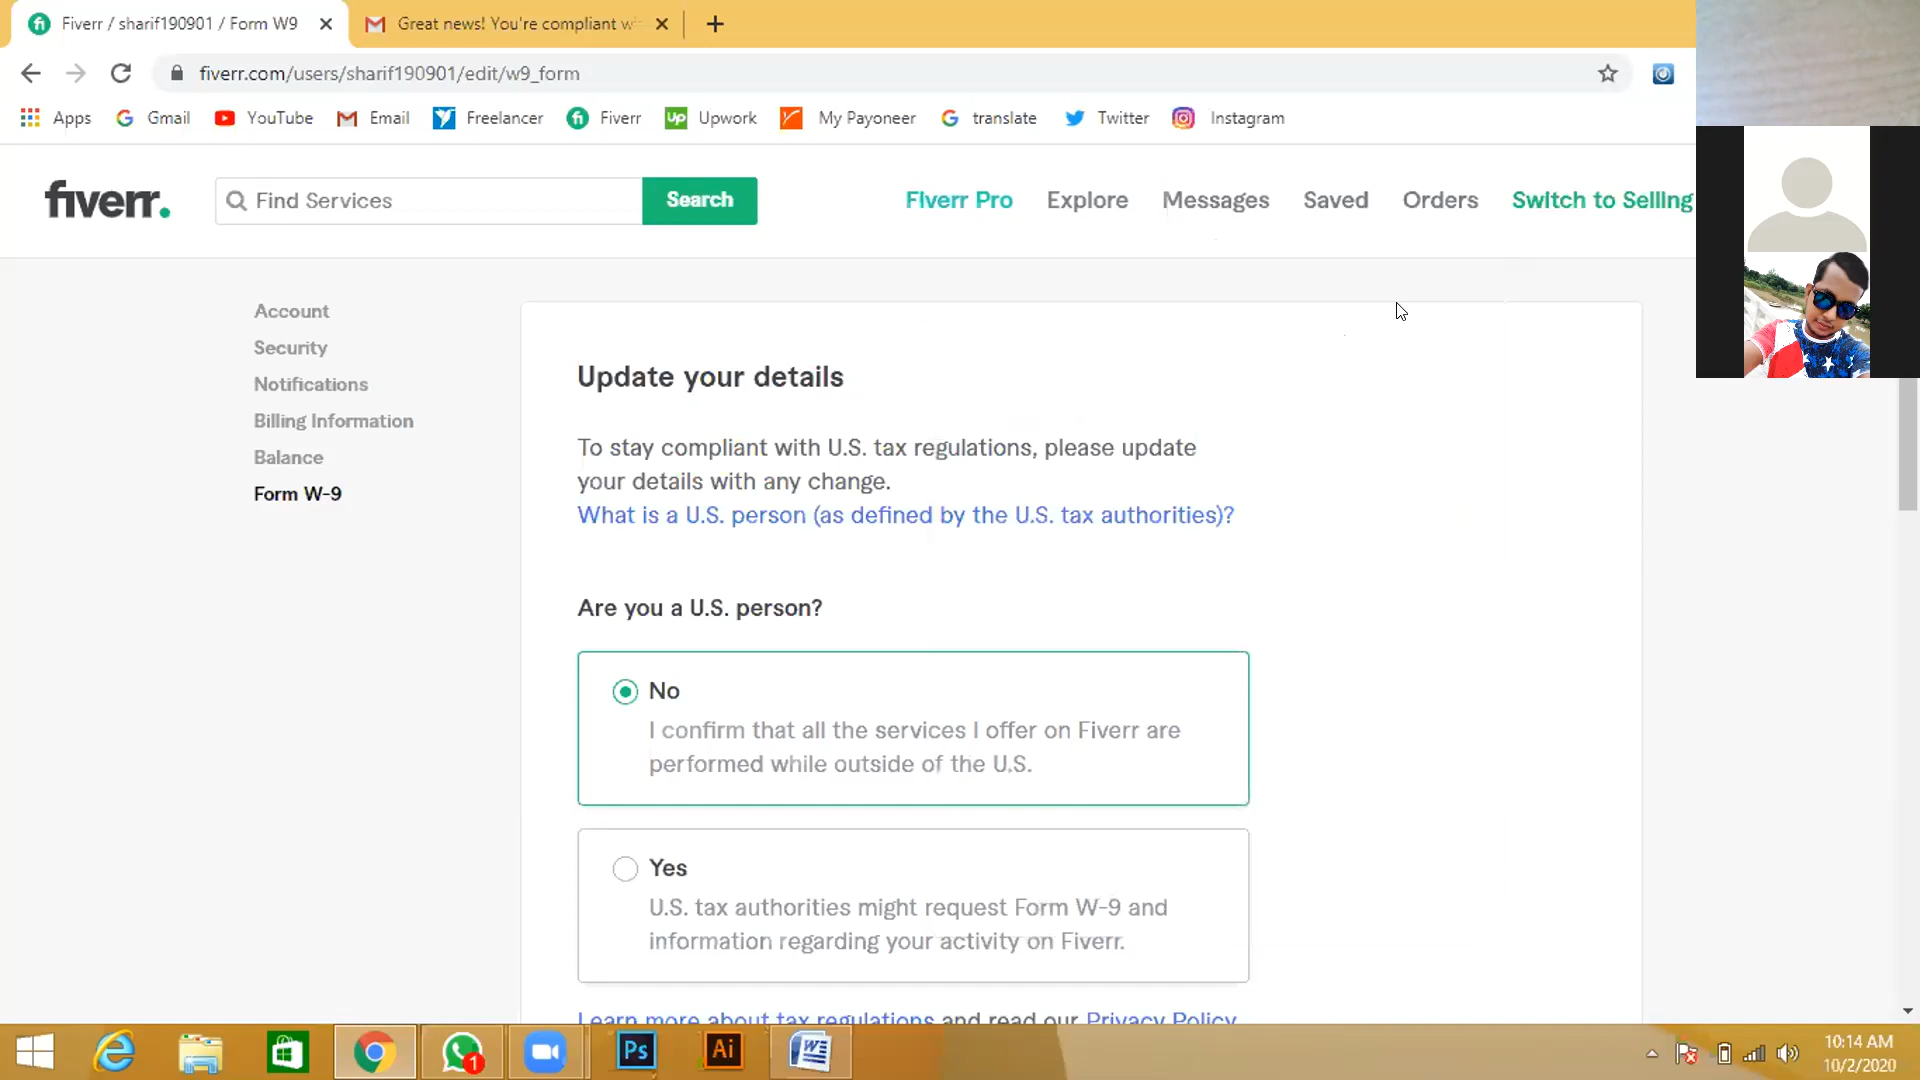 Fiverr / sharif190901 / Form W9
Great news! You're compliant wi
fiverr.com/users/sharif190901/edit/w9_form
Apps Gmail YouTube Email Freelancer Fiverr Upwork My Payoneer translate Twitter Instagram
fiverr. Find Services Search Fiverr Pro Explore Messages Saved Orders Switch to Selling
Account
Security
Notifications
Billing Information
Balance
Form W-9
Update your details
To stay compliant with U.S. tax regulations, please update
your details with any change.
What is a U.S. person (as defined by the U.S. tax authorities)?
Are you a U.S. person?
No
I confirm that all the services I offer on Fiverr are
performed while outside of the U.S.
Yes
U.S. tax authorities might request Form W-9 and
information regarding your activity on Fiverr.
Learn more about tax regulations and read our Privacy Policy
1
Ps
Ai
10:14 AM
10/2/2020